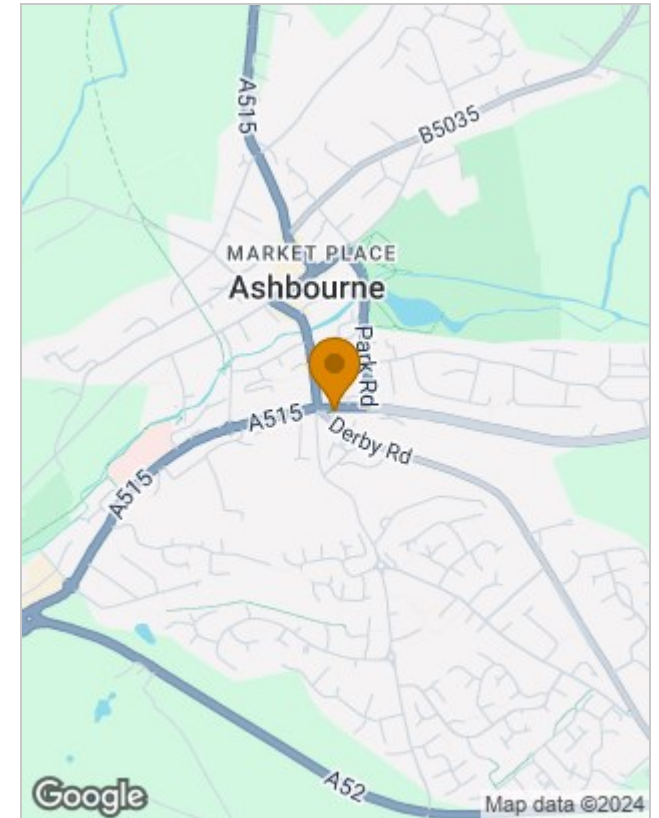 A515
B5035
MARKET PLACE
Ashbourne
Park Rd
A515
Derby Rd
A515
A52
Google
Map data ©2024